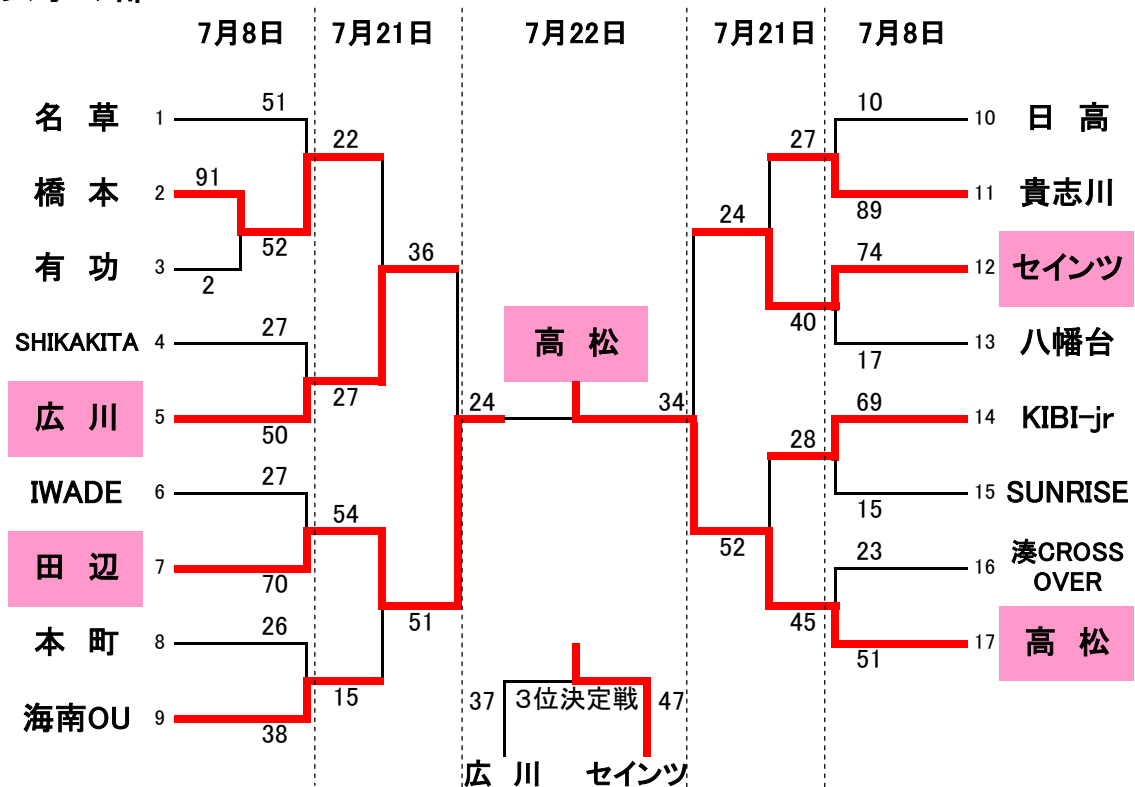 7月8日 7月21日 7月22日 7月21日 7月8日
51
名 草 1
22
91
橋 本 2
52
有 功 3
2
36
SHIKAKITA 4
27
27
広 川 5
50
24
IWADE 6
27
54
田 辺 7
70
51
本 町 8
26
15
海南OU 9
38
高 松
34
10
10 日 高
27
11 貴志川
89
24
74
12 セインツ
40
13 八幡台
17
69
14 KIBI-jr
28
15 SUNRISE
15
52
23
16 湊CROSS
OVER
45
17 高 松
51
37 3位決定戦 47
広 川 セインツ